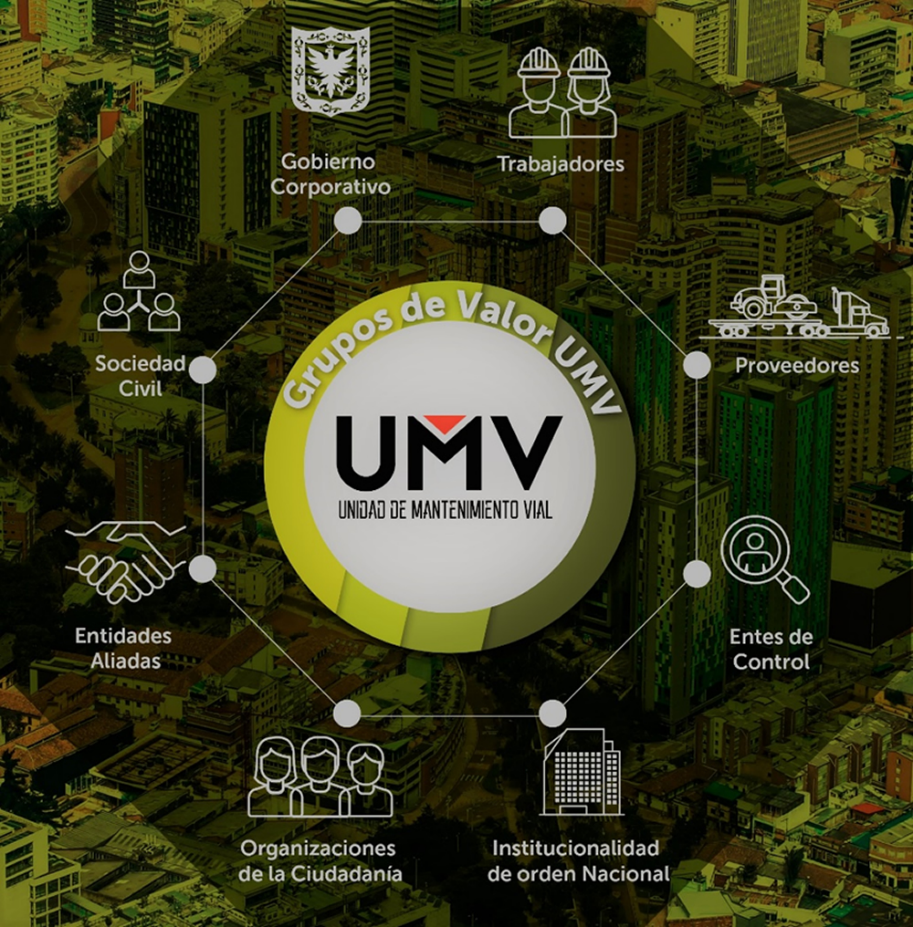 Gobierno
Corporativo
Trabajadores
Sociedad
Civil
Proveedores
Grupos de Valor UMV
UMV
UNIDAD DE MANTENIMIENTO VIAL
Entidades
Aliadas
Entes de
Control
Organizaciones
de la Ciudadanía
Institucionalidad
de orden Nacional